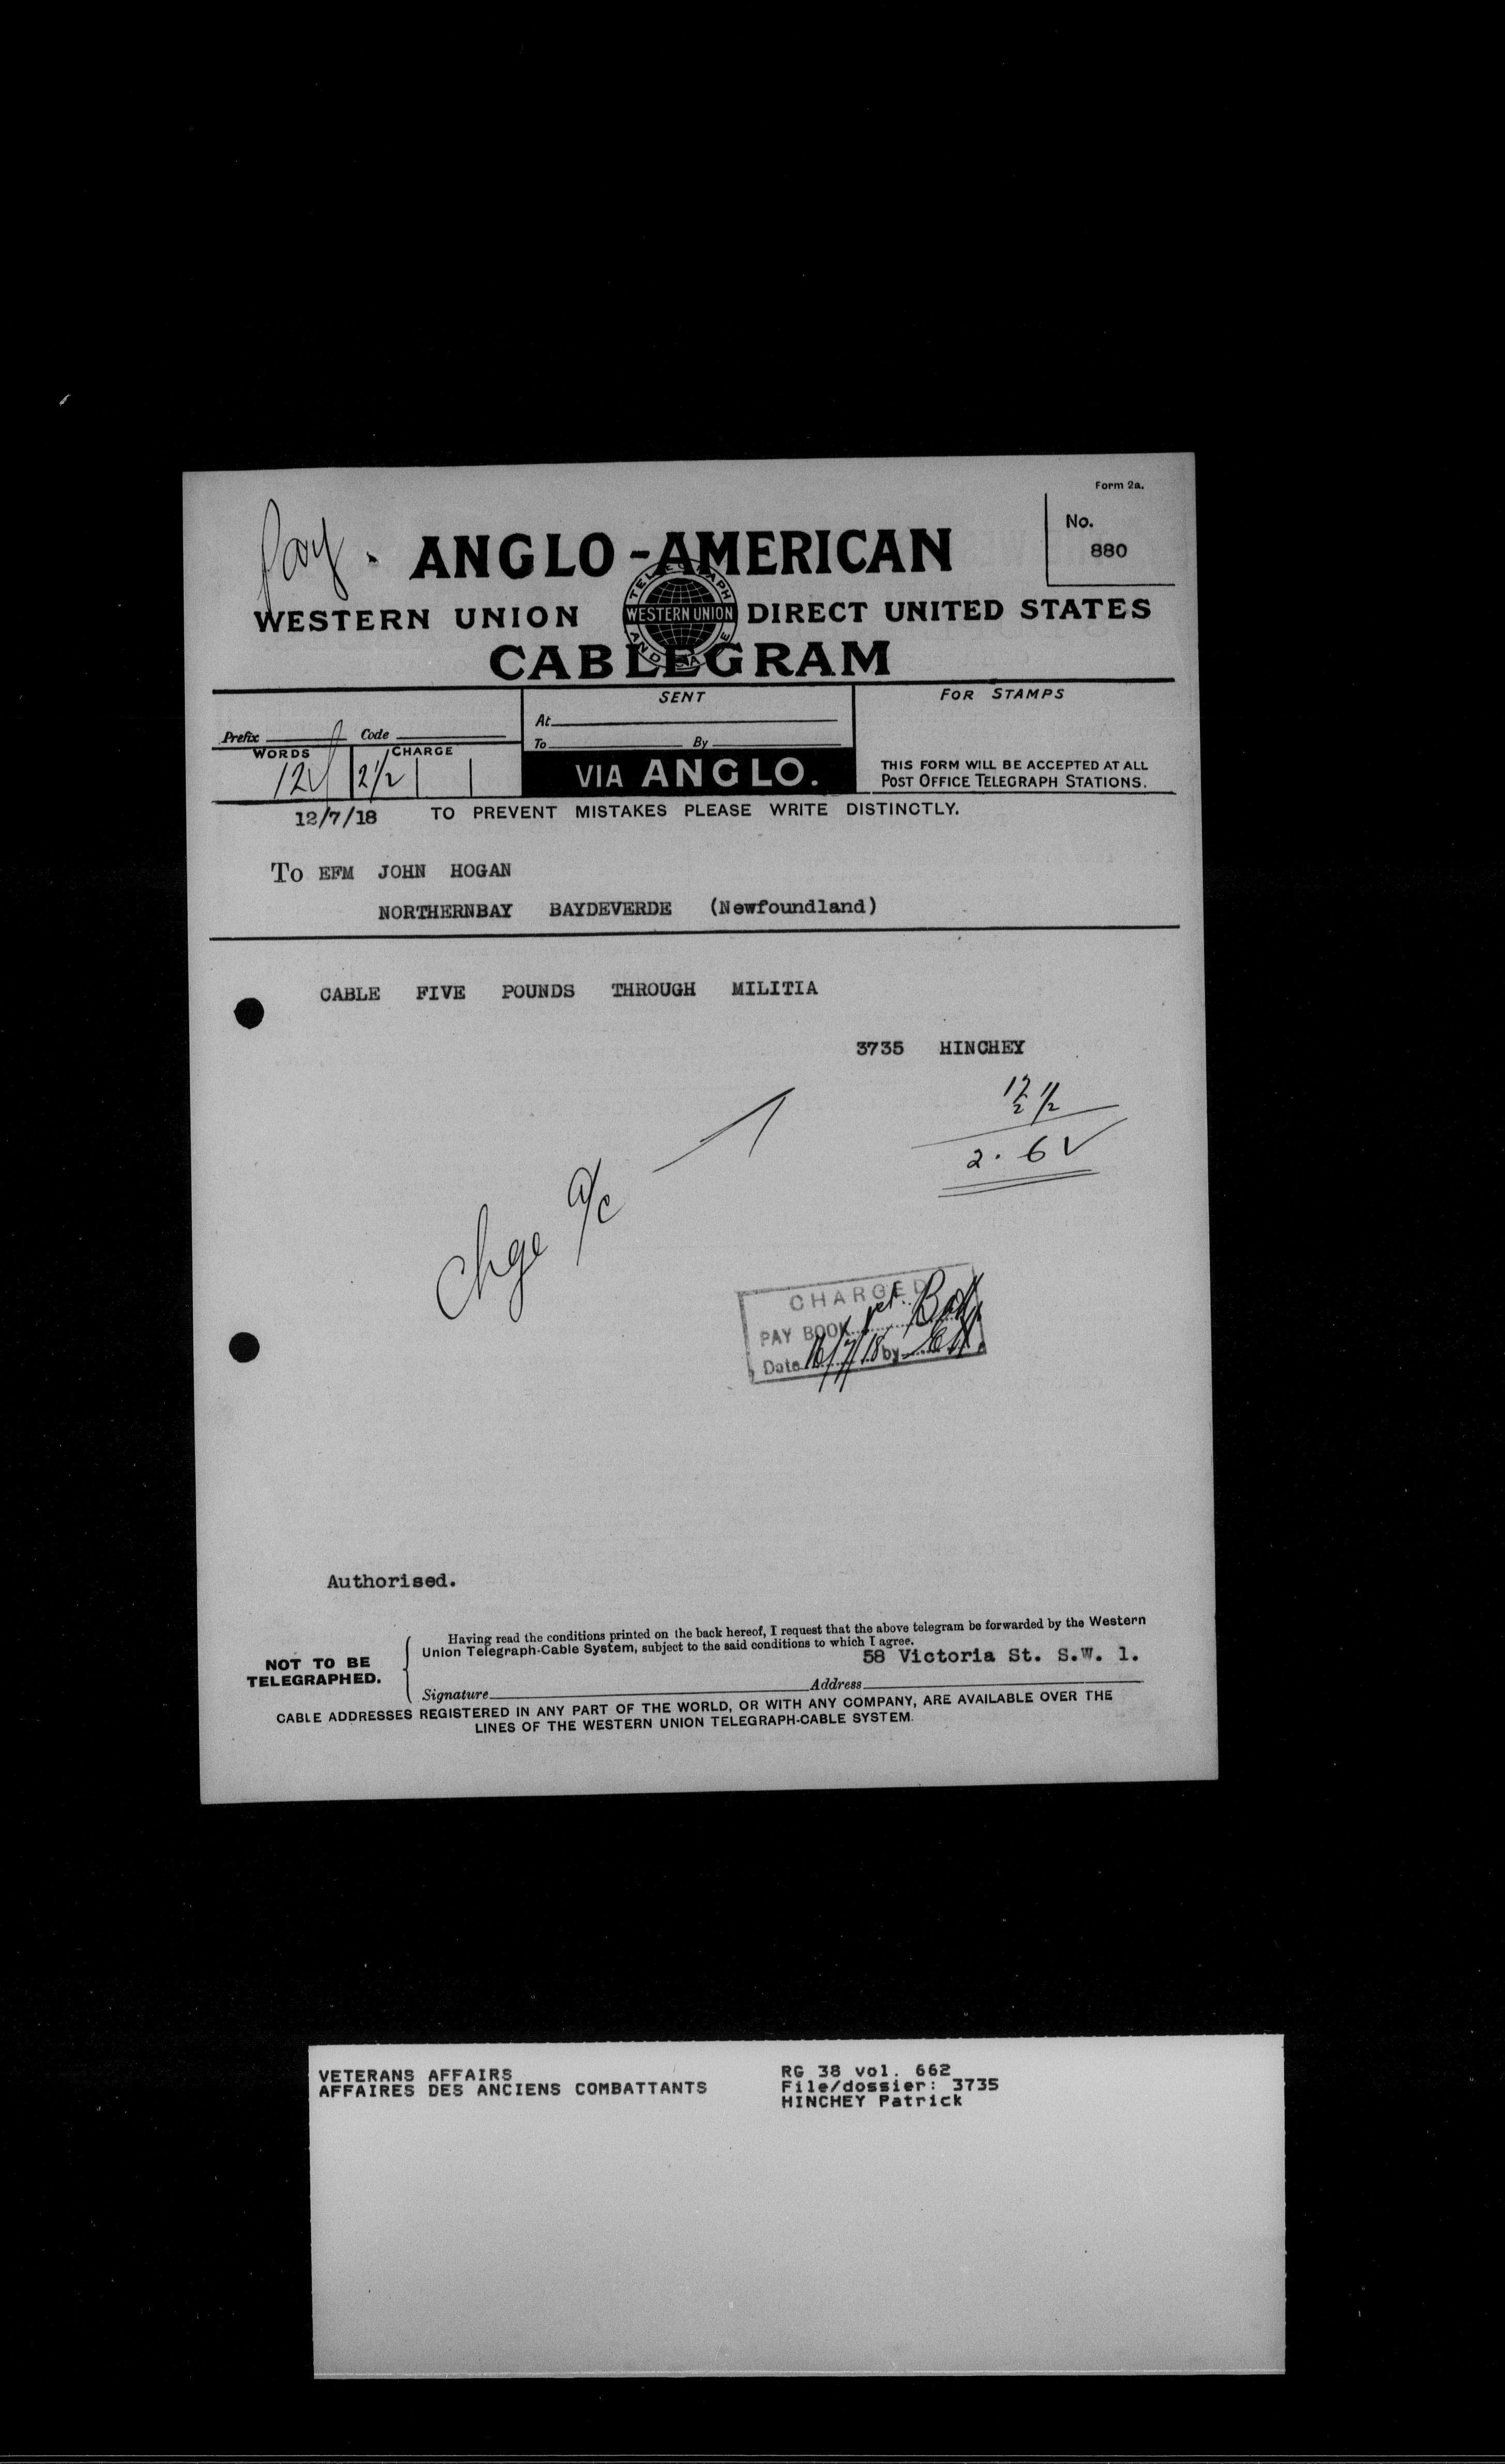 Form 2a.
Pay.
No.
880
ANGLO-AMERICAN
TELEGRAPH AND CABLE
WESTERN UNION WESTERN UNION DIRECT UNITED STATES
CABLEGRAM
SENT
FOR STAMPS
At
Prefix Code
To By
WORDS CHARGE
12 2½
VIA ANGLO.
THIS FORM WILL BE ACCEPTED AT ALL
POST OFFICE TELEGRAPH STATIONS.
12/7/18 TO PREVENT MISTAKES PLEASE WRITE DISTINCTLY.
To EFM JOHN HOGAN
NORTHERNBAY BAYDEVERDE (Newfoundland)
CABLE FIVE POUNDS THROUGH MILITIA
3735 HINCHEY
12
2 ½
2. 6
Chge a/c
CHARGED
PAY BOOK
Date 16/7/18 by
Authorised.
NOT TO BE
TELEGRAPHED.
Having read the conditions printed on the back hereof, I request that the above telegram be forwarded by the Western
Union Telegraph-Cable System, subject to the said conditions to which I agree.
58 Victoria St. S.W. 1.
Signature Address
CABLE ADDRESSES REGISTERED IN ANY PART OF THE WORLD, OR WITH ANY COMPANY, ARE AVAILABLE OVER THE
LINES OF THE WESTERN UNION TELEGRAPH-CABLE SYSTEM.
VETERANS AFFAIRS
AFFAIRES DES ANCIENS COMBATTANTS
RG 38 vol. 662
File/dossier: 3735
HINCHEY Patrick